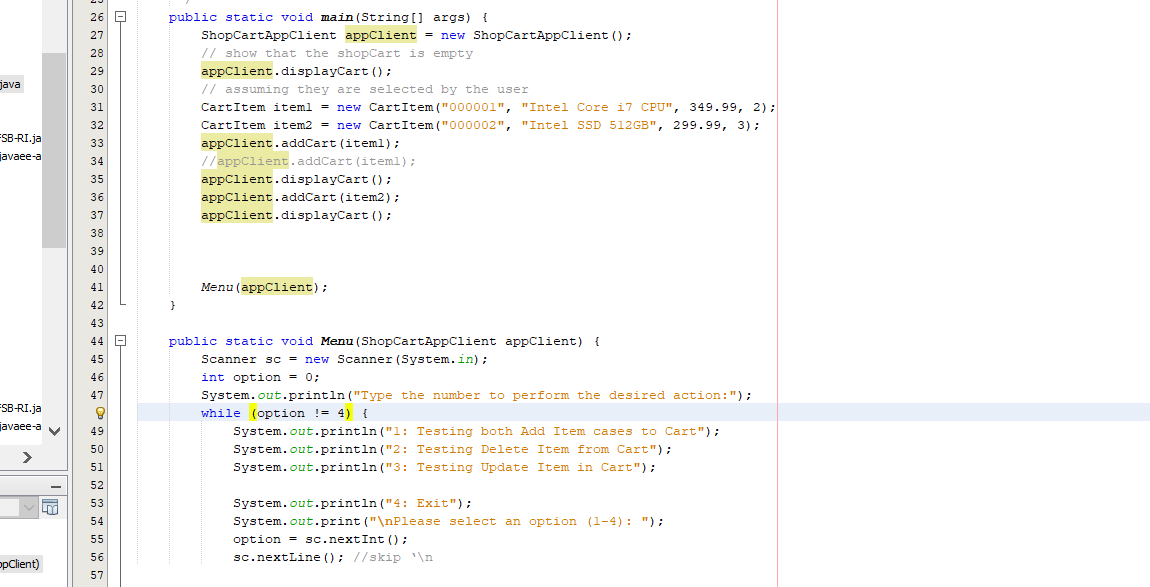 26 public static void main(String[] args) {
27 ShopCartAppClient appClient = new ShopCartAppClient();
28 // show that the shopCart is empty
29 appClient.displayCart();
30 // assuming they are selected by the user
31 CartItem item1 = new CartItem("000001", "Intel Core i7 CPU", 349.99, 2);
32 CartItem item2 = new CartItem("000002", "Intel SSD 512GB", 299.99, 3);
33 appClient.addCart(item1);
34 //appClient.addCart(item1);
35 appClient.displayCart();
36 appClient.addCart(item2);
37 appClient.displayCart();
38
39
40
41 Menu(appClient);
42 }
43
44 public static void Menu(ShopCartAppClient appClient) {
45 Scanner sc = new Scanner(System.in);
46 int option = 0;
47 System.out.println("Type the number to perform the desired action:");
while (option != 4) {
49 System.out.println("1: Testing both Add Item cases to Cart");
50 System.out.println("2: Testing Delete Item from Cart");
51 System.out.println("3: Testing Update Item in Cart");
52
53 System.out.println("4: Exit");
54 System.out.print("\nPlease select an option (1-4): ");
55 option = sc.nextInt();
56 sc.nextLine(); //skip '\n
57
java
FSB-RI.ja
javaee-a
FSB-RI.ja
javaee-a
ppClient)